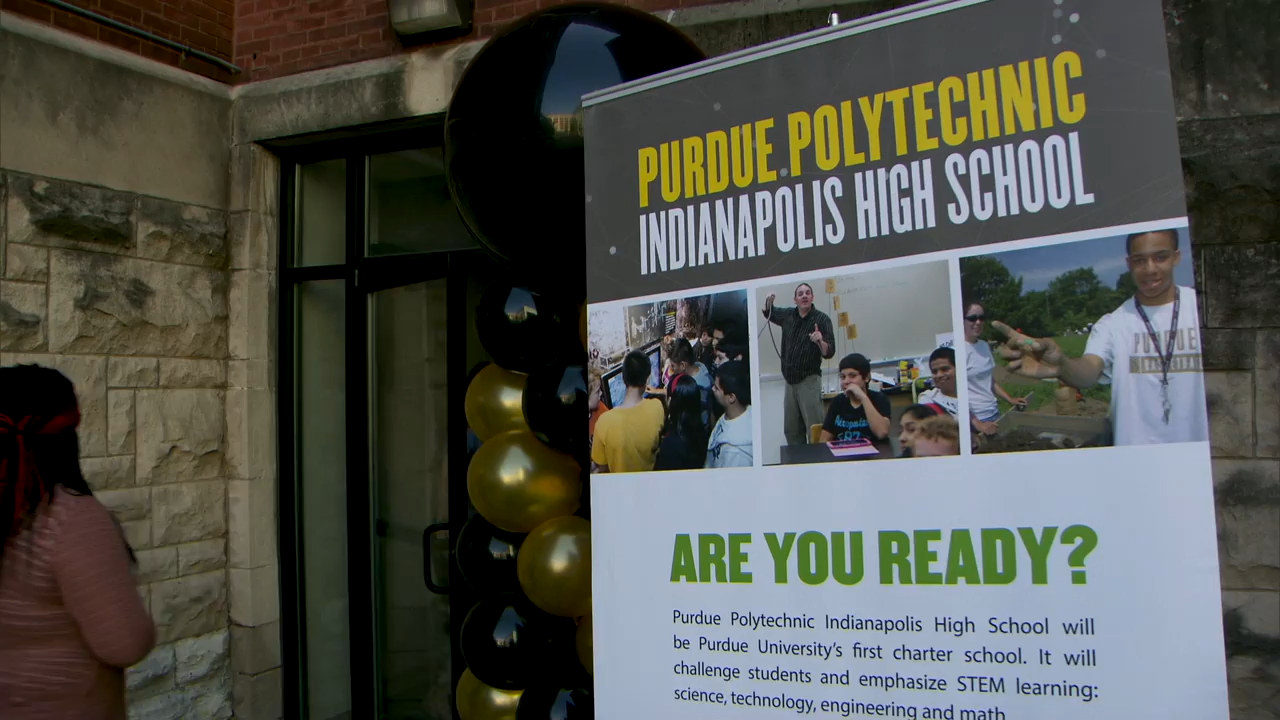 PURDUE POLYTECHNIC
INDIANAPOLIS HIGH SCHOOL
PURDUE
ARE YOU READY?
Purdue Polytechnic Indianapolis High School will
be Purdue University's first charter school. It will
challenge students and emphasize STEM learning:
science, technology, engineering and math